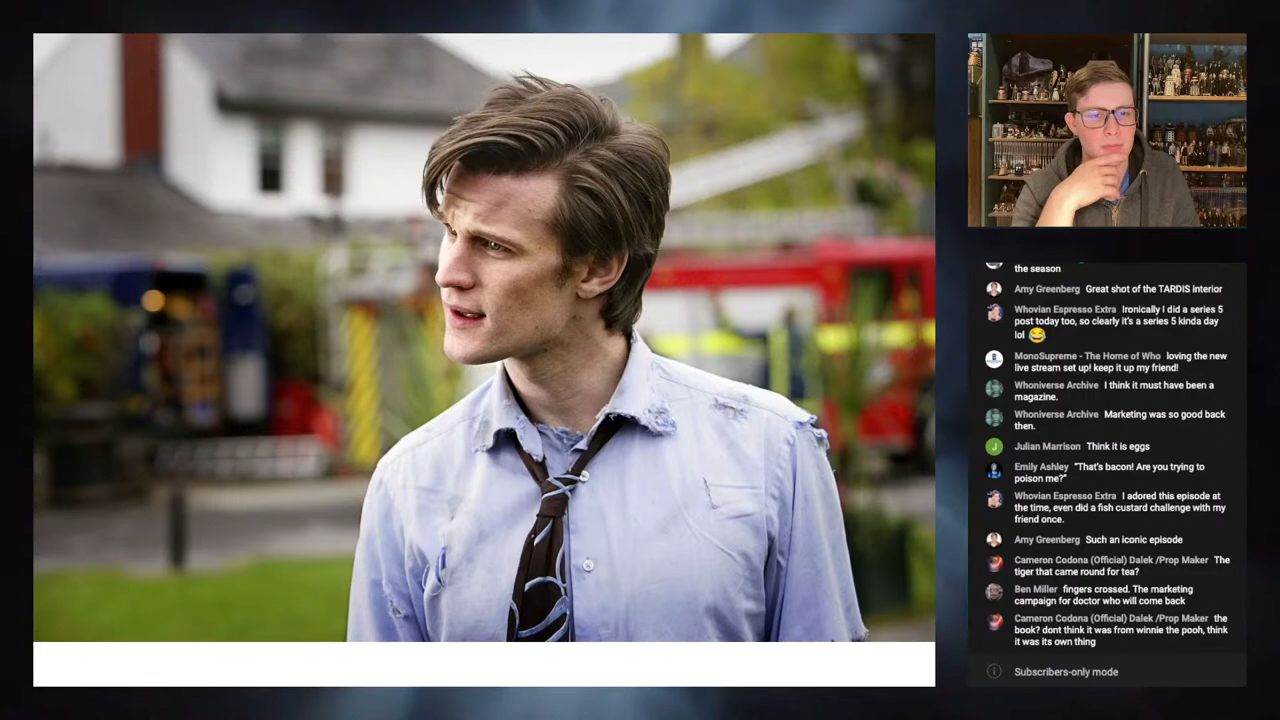 the season
Amy Greenberg Great shot of the TARDIS interior
Whovian Espresso Extra Ironically I did a series 5
post today too, so clearly it's a series 5 kinda day
lol 😂
MonoSupreme - The Home of Who loving the new
live stream set up! keep it up my friend!
Whoniverse Archive I think it must have been a
magazine.
Whoniverse Archive Marketing was so good back
then.
J Julian Marrison Think it is eggs
Emily Ashley "That's bacon! Are you trying to
poison me?"
Whovian Espresso Extra I adored this episode at
the time, even did a fish custard challenge with my
friend once.
Amy Greenberg Such an iconic episode
Cameron Codona (Official) Dalek /Prop Maker The
tiger that came round for tea?
Ben Miller fingers crossed. The marketing
campaign for doctor who will come back
Cameron Codona (Official) Dalek /Prop Maker the
book? dont think it was from winnie the pooh, think
it was its own thing
Subscribers-only mode